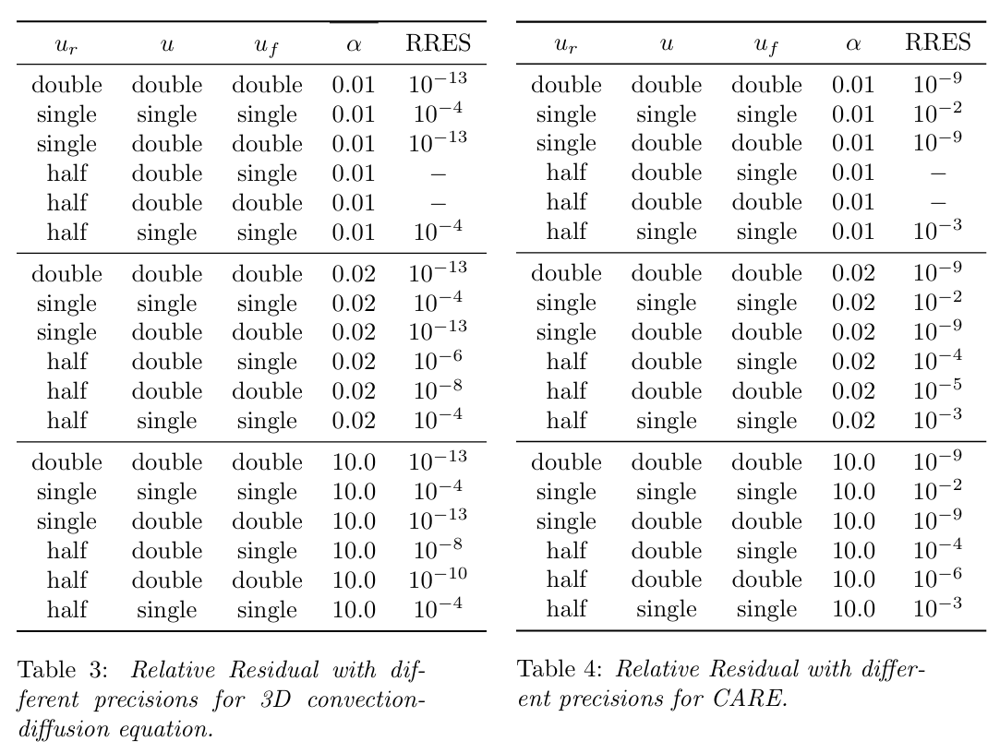 u_r u u_f α RRES
double double double 0.01 10^{-13}
single single single 0.01 10^{-4}
single double double 0.01 10^{-13}
half double single 0.01 −
half double double 0.01 −
half single single 0.01 10^{-4}
double double double 0.02 10^{-13}
single single single 0.02 10^{-4}
single double double 0.02 10^{-13}
half double single 0.02 10^{-6}
half double double 0.02 10^{-8}
half single single 0.02 10^{-4}
double double double 10.0 10^{-13}
single single single 10.0 10^{-4}
single double double 10.0 10^{-13}
half double single 10.0 10^{-8}
half double double 10.0 10^{-10}
half single single 10.0 10^{-4}
Table 3: Relative Residual with dif-
ferent precisions for 3D convection-
diffusion equation.
u_r u u_f α RRES
double double double 0.01 10^{-9}
single single single 0.01 10^{-2}
single double double 0.01 10^{-9}
half double single 0.01 −
half double double 0.01 −
half single single 0.01 10^{-3}
double double double 0.02 10^{-9}
single single single 0.02 10^{-2}
single double double 0.02 10^{-9}
half double single 0.02 10^{-4}
half double double 0.02 10^{-5}
half single single 0.02 10^{-3}
double double double 10.0 10^{-9}
single single single 10.0 10^{-2}
single double double 10.0 10^{-9}
half double single 10.0 10^{-4}
half double double 10.0 10^{-6}
half single single 10.0 10^{-3}
Table 4: Relative Residual with differ-
ent precisions for CARE.